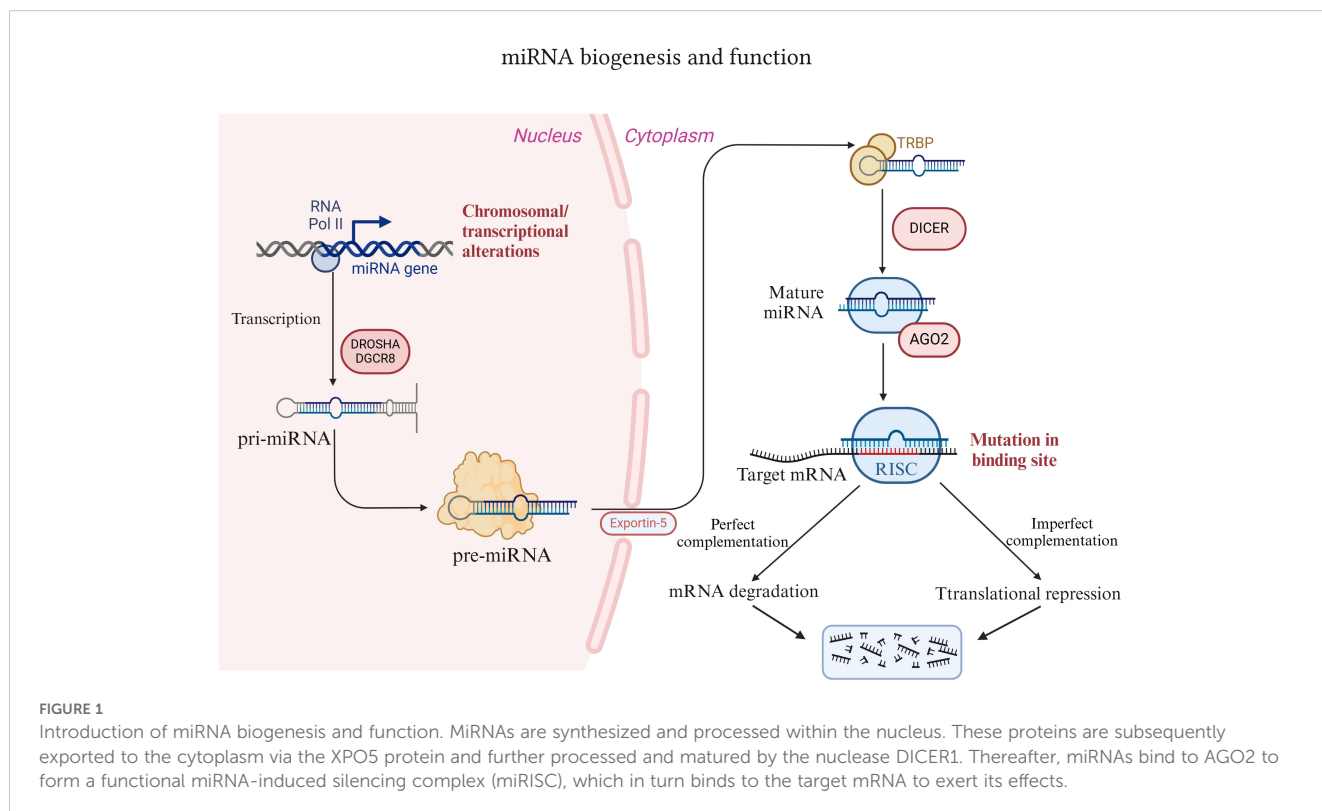 miRNA biogenesis and function
Nucleus
Cytoplasm
RNA
Pol II
miRNA gene
Chromosomal/
transcriptional
alterations
Transcription
DROSHA
DGCR8
pri-miRNA
pre-miRNA
Exportin-5
TRBP
DICER
Mature
miRNA
AGO2
Target mRNA
RISC
Mutation in
binding site
Perfect
complementation
Imperfect
complementation
mRNA degradation
Ttranslational repression
FIGURE 1
Introduction of miRNA biogenesis and function. MiRNAs are synthesized and processed within the nucleus. These proteins are subsequently
exported to the cytoplasm via the XPO5 protein and further processed and matured by the nuclease DICER1. Thereafter, miRNAs bind to AGO2 to
form a functional miRNA-induced silencing complex (miRISC), which in turn binds to the target mRNA to exert its effects.